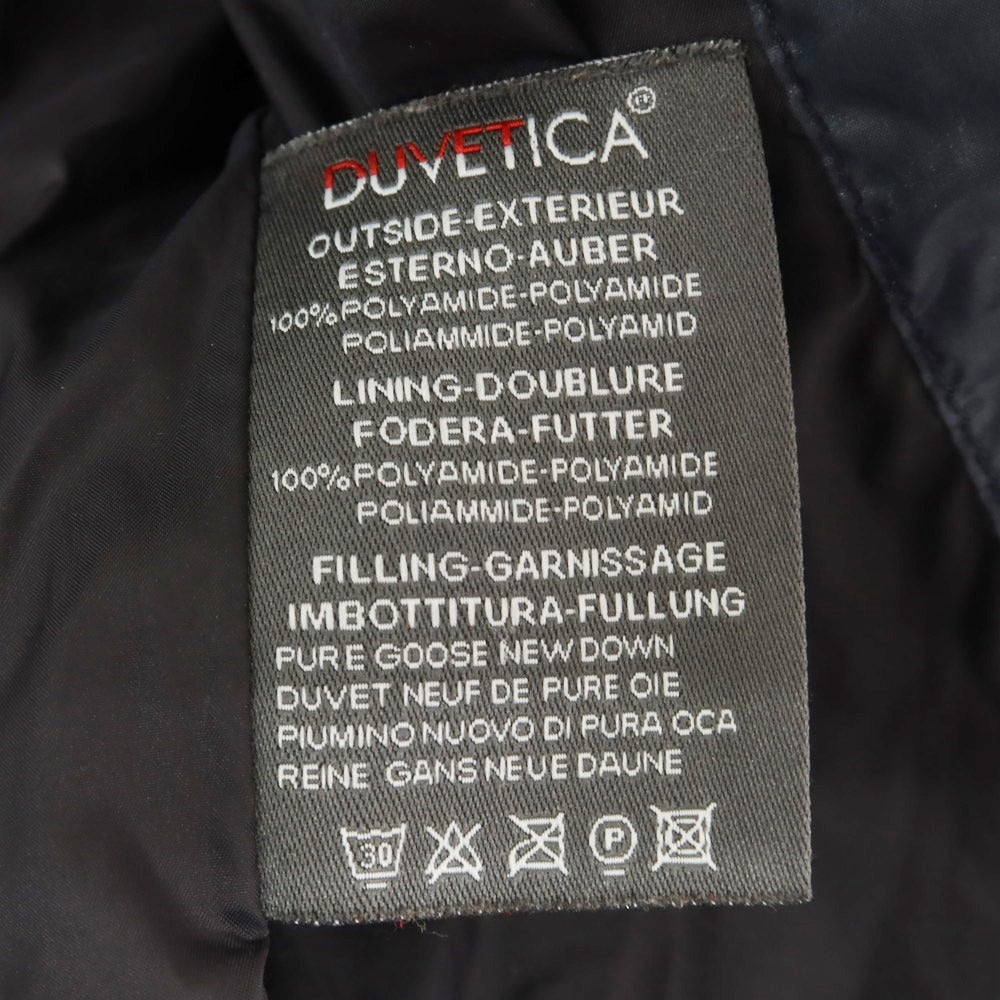 DUVETICA®
OUTSIDE-EXTERIEUR
ESTERNO-AUBER
100% POLYAMIDE-POLYAMIDE
POLIAMMIDE-POLYAMID
LINING-DOUBLURE
FODERA-FUTTER
100% POLYAMIDE-POLYAMIDE
POLIAMMIDE-POLYAMID
FILLING-GARNISSAGE
IMBOTTITURA-FULLUNG
PURE GOOSE NEW DOWN
DUVET NEUF DE PURE OIE
PIUMINO NUOVO DI PURA OCA
REINE GANS NEUE DAUNE
30 P